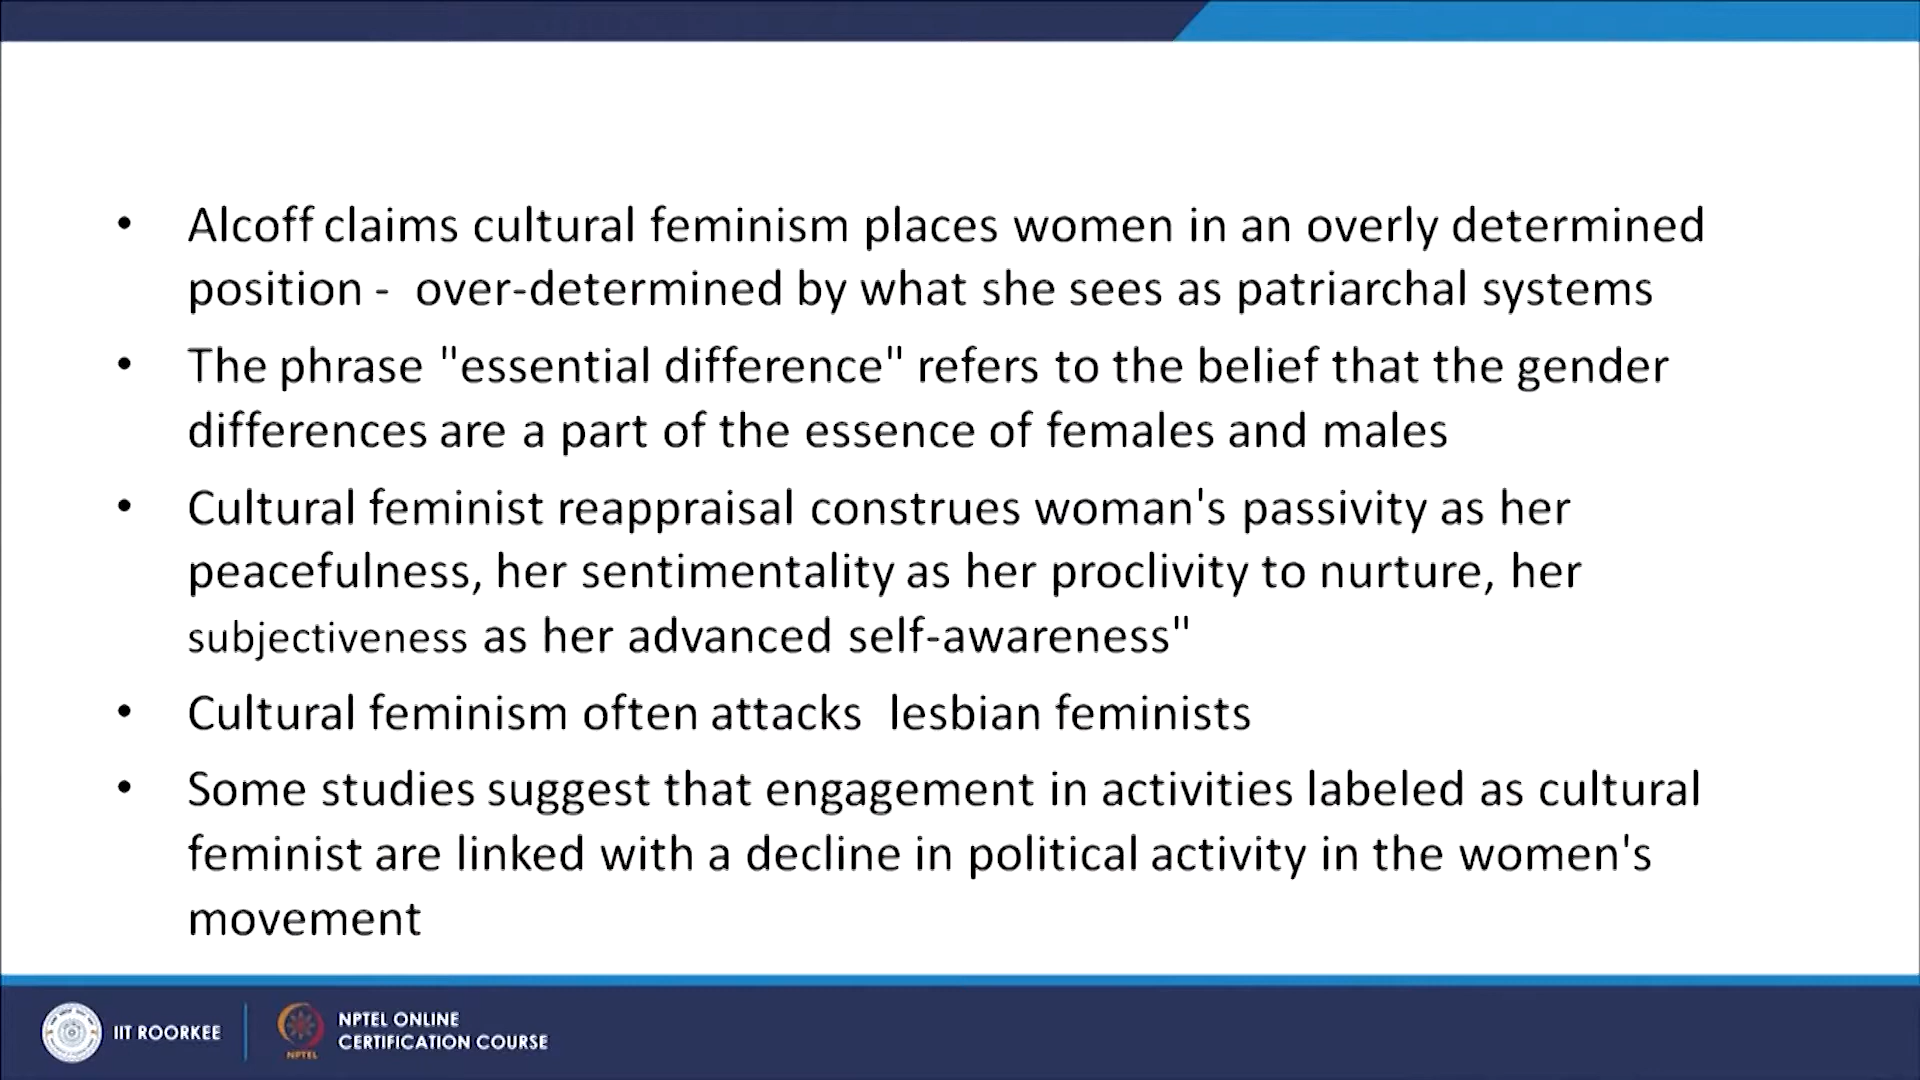 • Alcoff claims cultural feminism places women in an overly determined
position -  over-determined by what she sees as patriarchal systems
• The phrase "essential difference" refers to the belief that the gender
differences are a part of the essence of females and males
• Cultural feminist reappraisal construes woman's passivity as her
peacefulness, her sentimentality as her proclivity to nurture, her
subjectiveness as her advanced self-awareness"
• Cultural feminism often attacks  lesbian feminists
• Some studies suggest that engagement in activities labeled as cultural
feminist are linked with a decline in political activity in the women's
movement
IIT ROORKEE
NPTEL
NPTEL ONLINE
CERTIFICATION COURSE